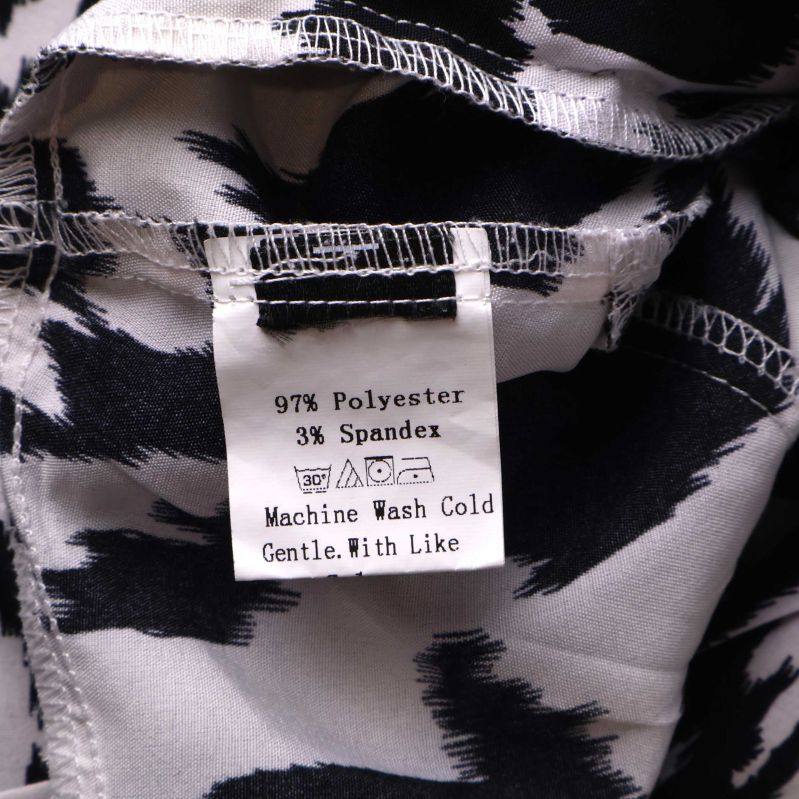 97% Polyester
3% Spandex
30°
Machine Wash Cold
Gentle. With Like